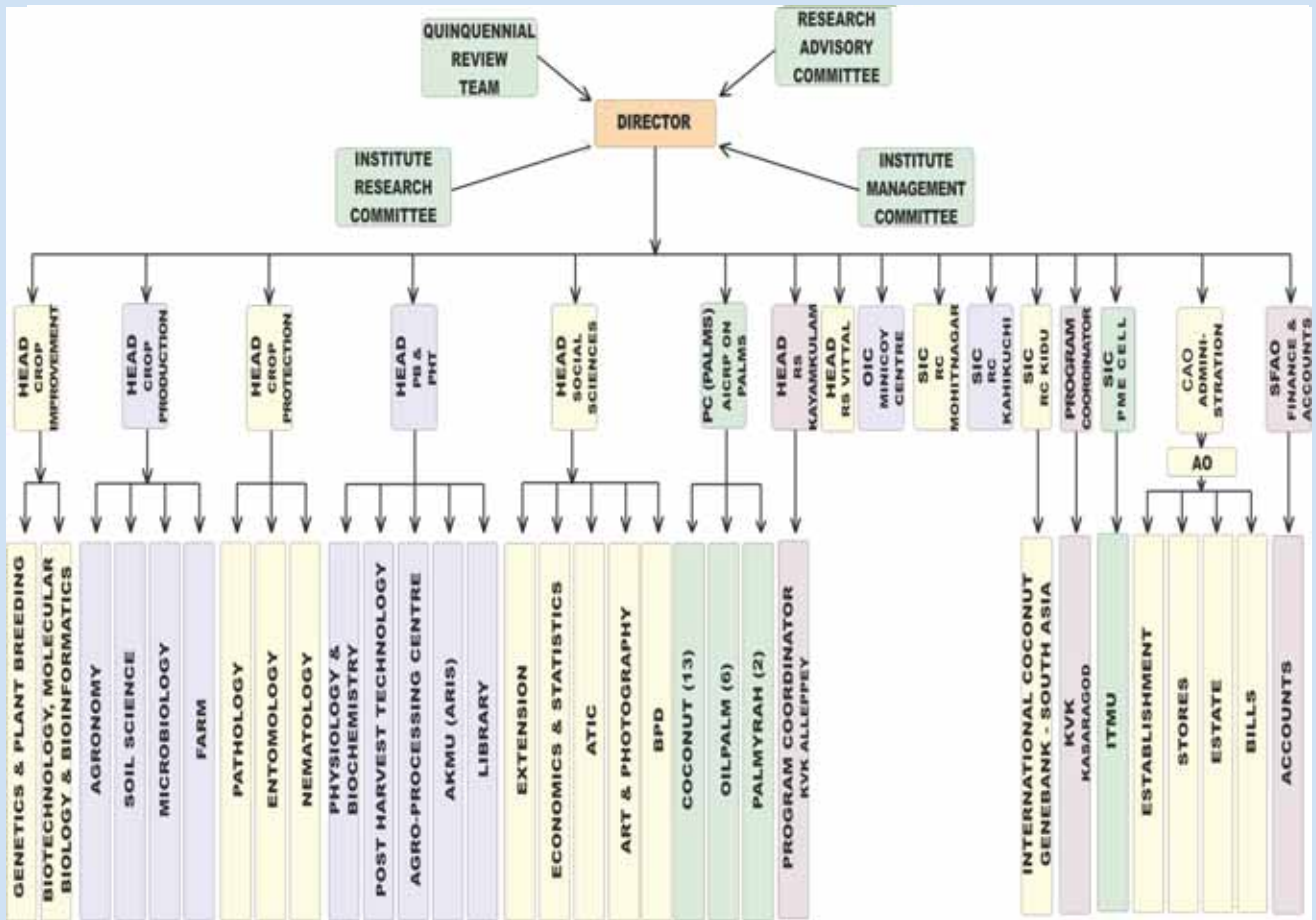 QUINQUENNIAL
REVIEW
TEAM
RESEARCH
ADVISORY
COMMITTEE
DIRECTOR
INSTITUTE
RESEARCH
COMMITTEE
INSTITUTE
MANAGEMENT
COMMITTEE
HEAD
CROP
IMPROVEMENT
HEAD
CROP
PRODUCTION
HEAD
CROP
PROTECTION
HEAD
PB &
PHT
HEAD
SOCIAL
SCIENCES
PC (PALMS)
AICRP ON
PALMS
HEAD
RS
KAYAMKULAM
HEAD
RS VITTAL
OIC
MINICOY
CENTRE
SIC
RC
MOHITNAGAR
SIC
RC
KAHIKUCHI
SIC
RC KIDU
PROGRAM
COORDINATOR
SIC
PME CELL
CAO
ADMINI-
STRATION
SFAO
FINANCE &
ACCOUNTS
AO
GENETICS & PLANT BREEDING
BIOTECHNOLOGY, MOLECULAR
BIOLOGY & BIOINFORMATICS
AGRONOMY
SOIL SCIENCE
MICROBIOLOGY
FARM
PATHOLOGY
ENTOMOLOGY
NEMATOLOGY
PHYSIOLOGY &
BIOCHEMISTRY
POST HARVEST TECHNOLOGY
AGRO-PROCESSING CENTRE
AKMU (ARIS)
LIBRARY
EXTENSION
ECONOMICS & STATISTICS
ATIC
ART & PHOTOGRAPHY
BPD
COCONUT (13)
OILPALM (6)
PALMYRAH (2)
PROGRAM COORDINATOR
KVK ALLEPPEY
INTERNATIONAL COCONUT
GENEBANK - SOUTH ASIA
KVK
KASARAGOD
ITMU
ESTABLISHMENT
STORES
ESTATE
BILLS
ACCOUNTS